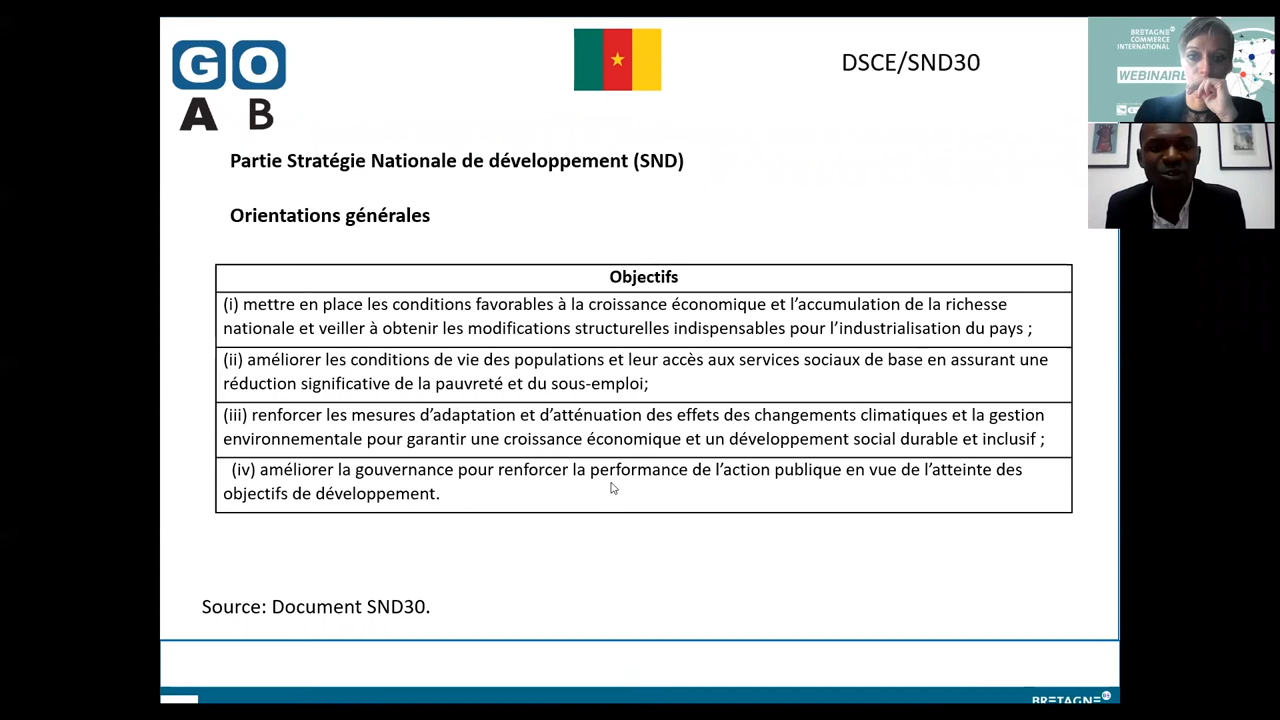 GO
A B
DSCE/SND30
BRETAGNE
COMMERCE
INTERNATIONAL
WEBINAIRE
Partie Stratégie Nationale de développement (SND)
Orientations générales
Objectifs
(i) mettre en place les conditions favorables à la croissance économique et l'accumulation de la richesse
nationale et veiller à obtenir les modifications structurelles indispensables pour l'industrialisation du pays ;
(ii) améliorer les conditions de vie des populations et leur accès aux services sociaux de base en assurant une
réduction significative de la pauvreté et du sous-emploi;
(iii) renforcer les mesures d'adaptation et d'atténuation des effets des changements climatiques et la gestion
environnementale pour garantir une croissance économique et un développement social durable et inclusif ;
(iv) améliorer la gouvernance pour renforcer la performance de l'action publique en vue de l'atteinte des
objectifs de développement.
Source: Document SND30.
BRETAGNE